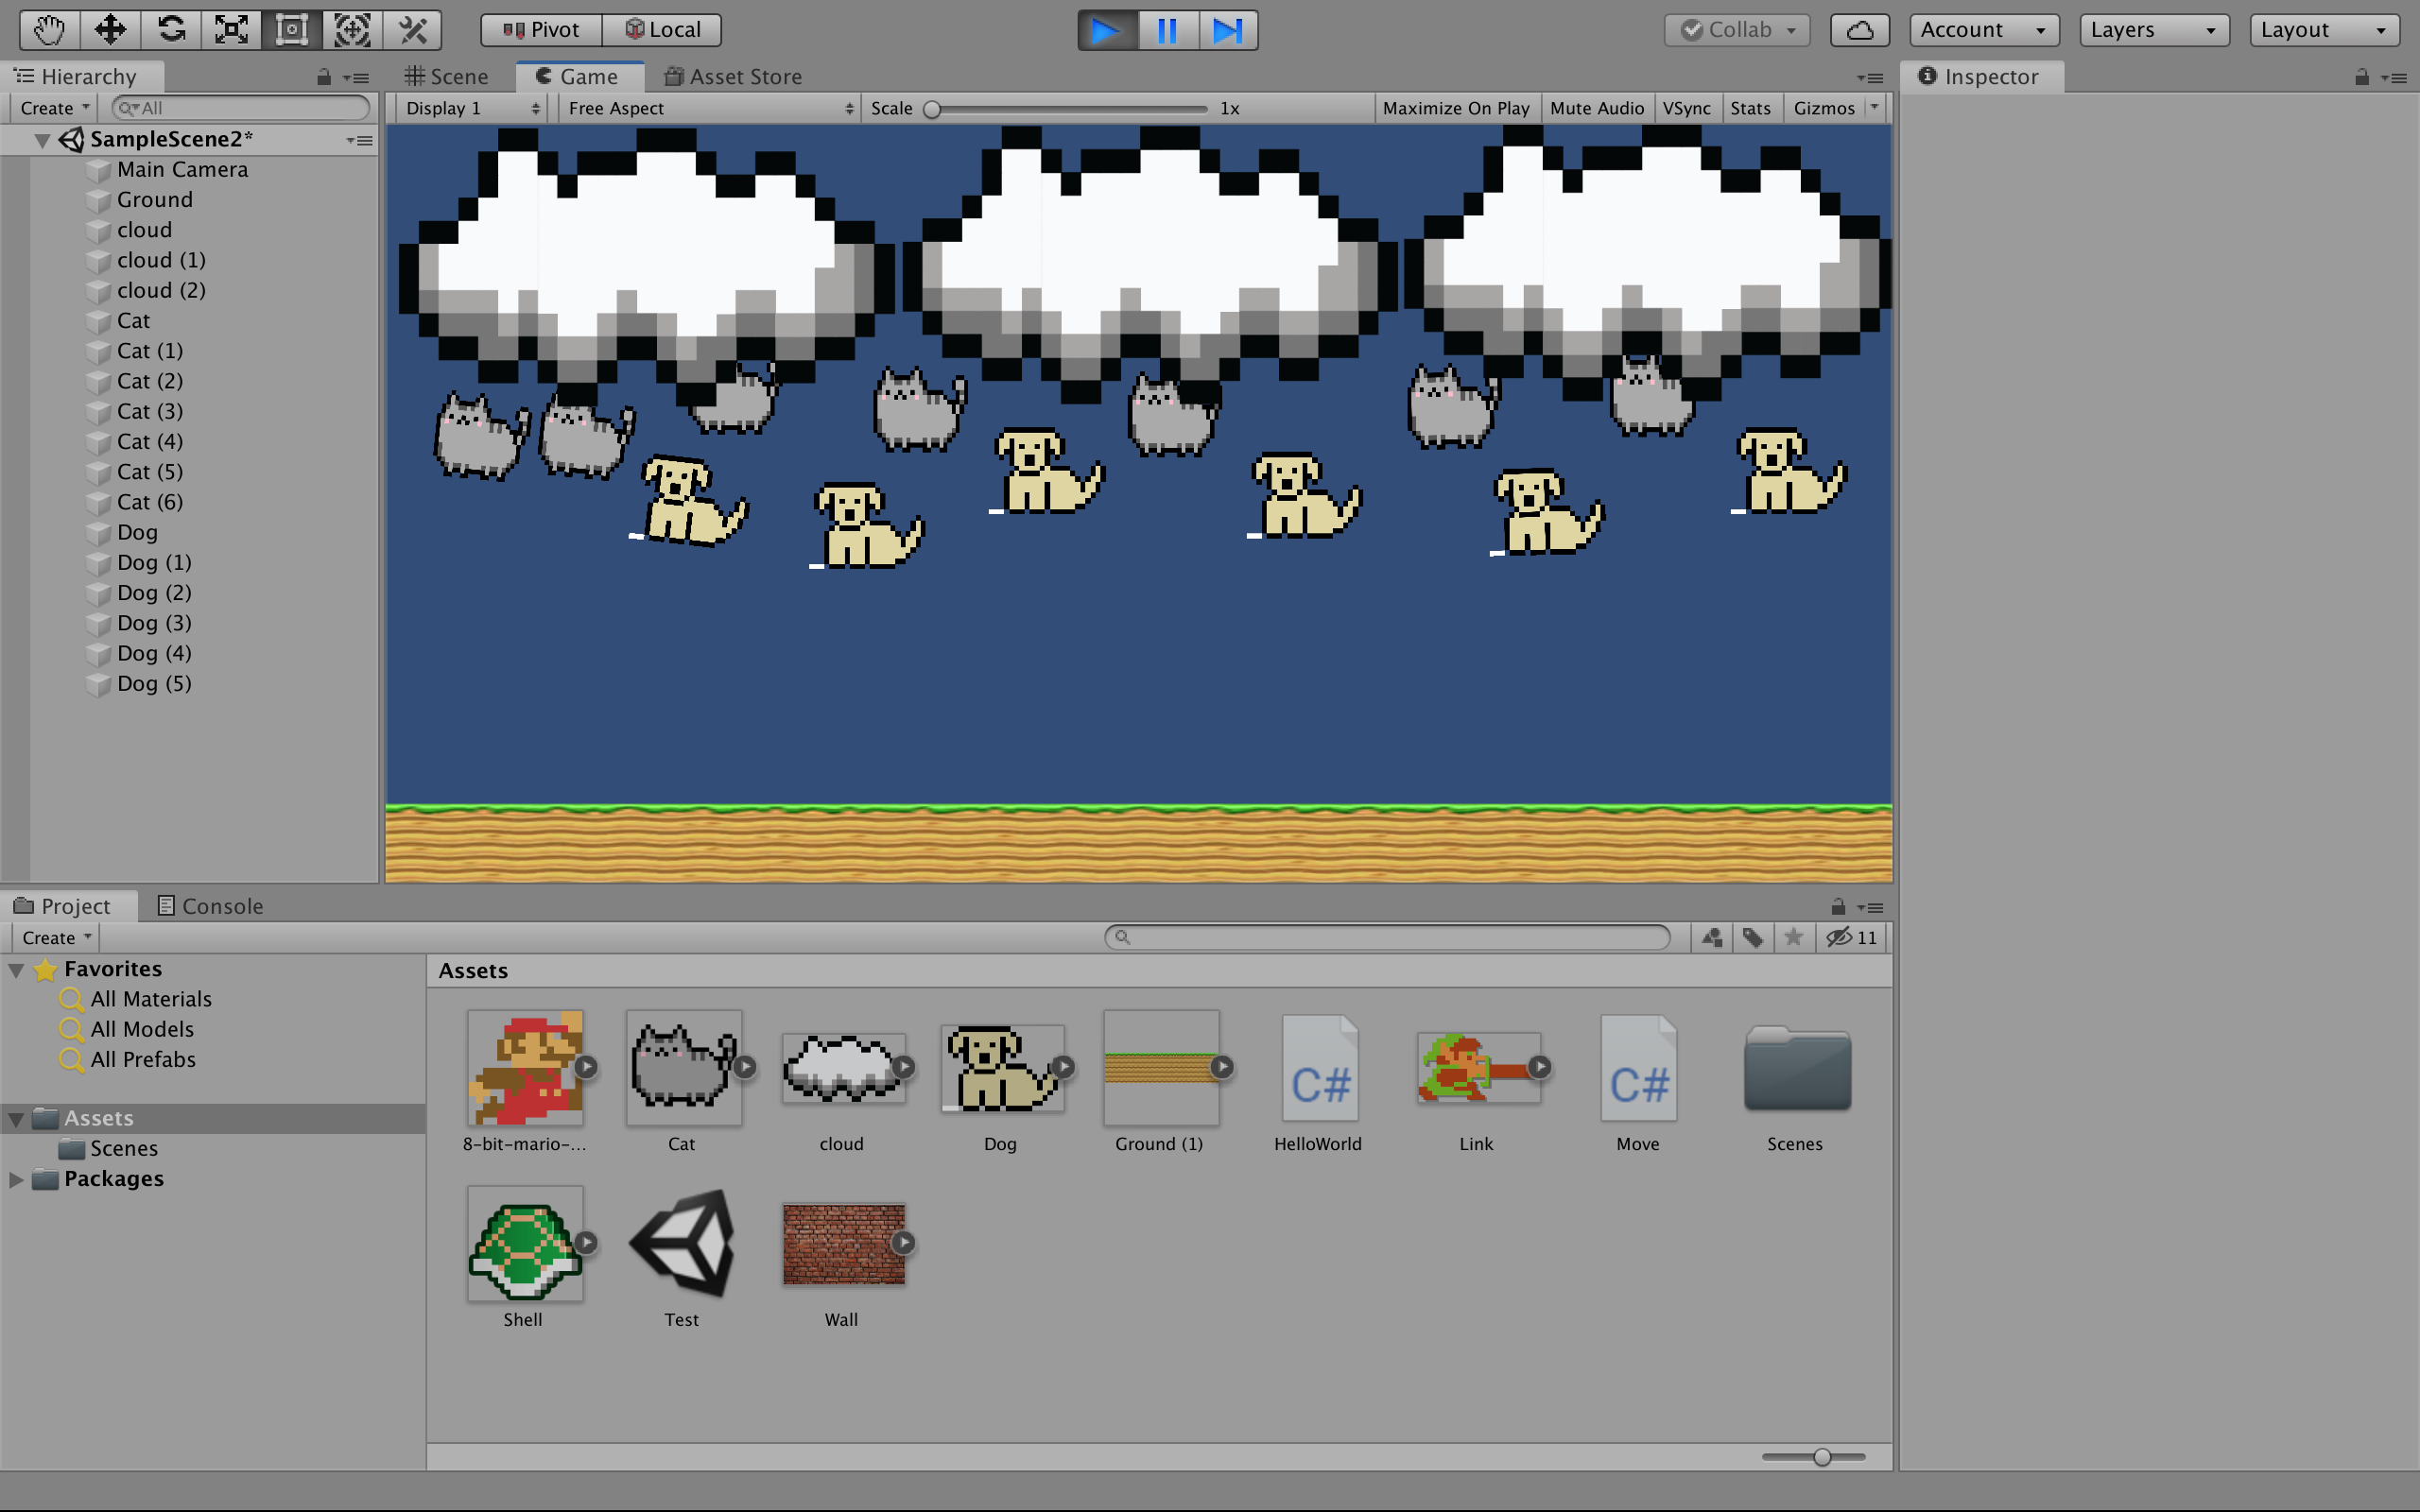 Pivot Local Collab Account Layers Layout
Hierarchy
Create All
SampleScene2*
Main Camera
Ground
cloud
cloud (1)
cloud (2)
Cat
Cat (1)
Cat (2)
Cat (3)
Cat (4)
Cat (5)
Cat (6)
Dog
Dog (1)
Dog (2)
Dog (3)
Dog (4)
Dog (5)
Scene Game Asset Store
Display 1 Free Aspect Scale 1x Maximize On Play Mute Audio VSync Stats Gizmos
Inspector
Project Console
Create 11
Favorites
All Materials
All Models
All Prefabs
Assets
Scenes
Packages
Assets
C# C#
8-bit-mario-... Cat cloud Dog Ground (1) HelloWorld Link Move Scenes
Shell Test Wall